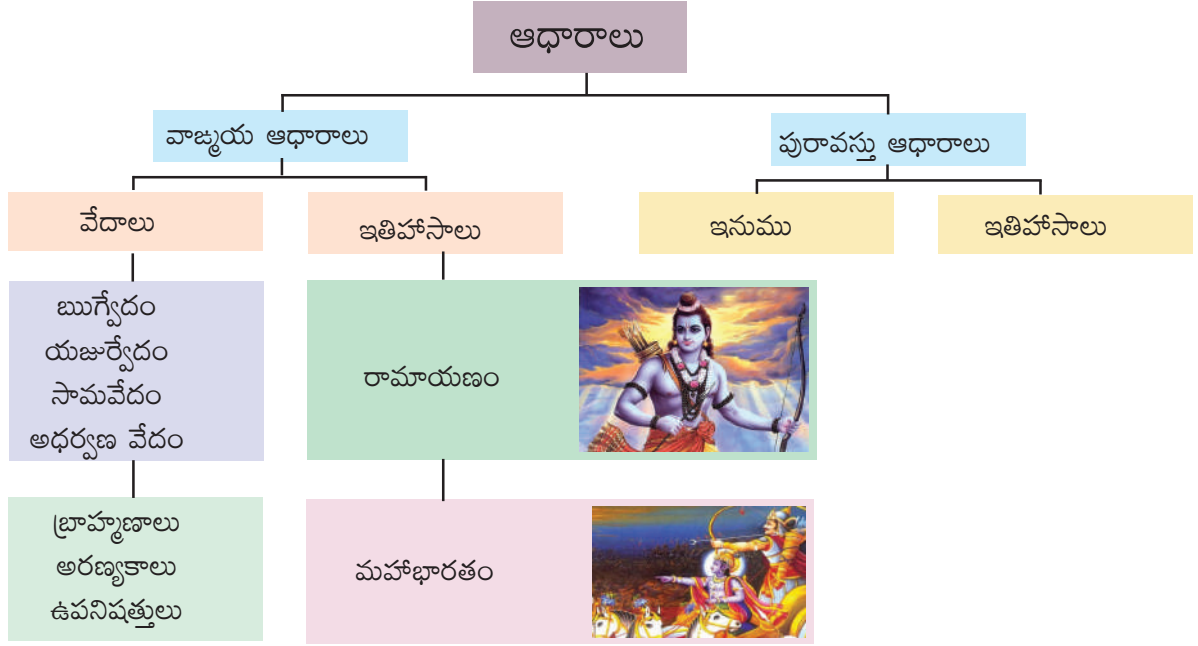 ఆధారాలు
వాఙ్మయ ఆధారాలు
పురావస్తు ఆధారాలు
వేదాలు
ఇతిహాసాలు
ఇనుము
ఇతిహాసాలు
ఋగ్వేదం
యజుర్వేదం
సామవేదం
అధర్వణ వేదం
రామాయణం
బ్రాహ్మణాలు
అరణ్యకాలు
ఉపనిషత్తులు
మహాభారతం